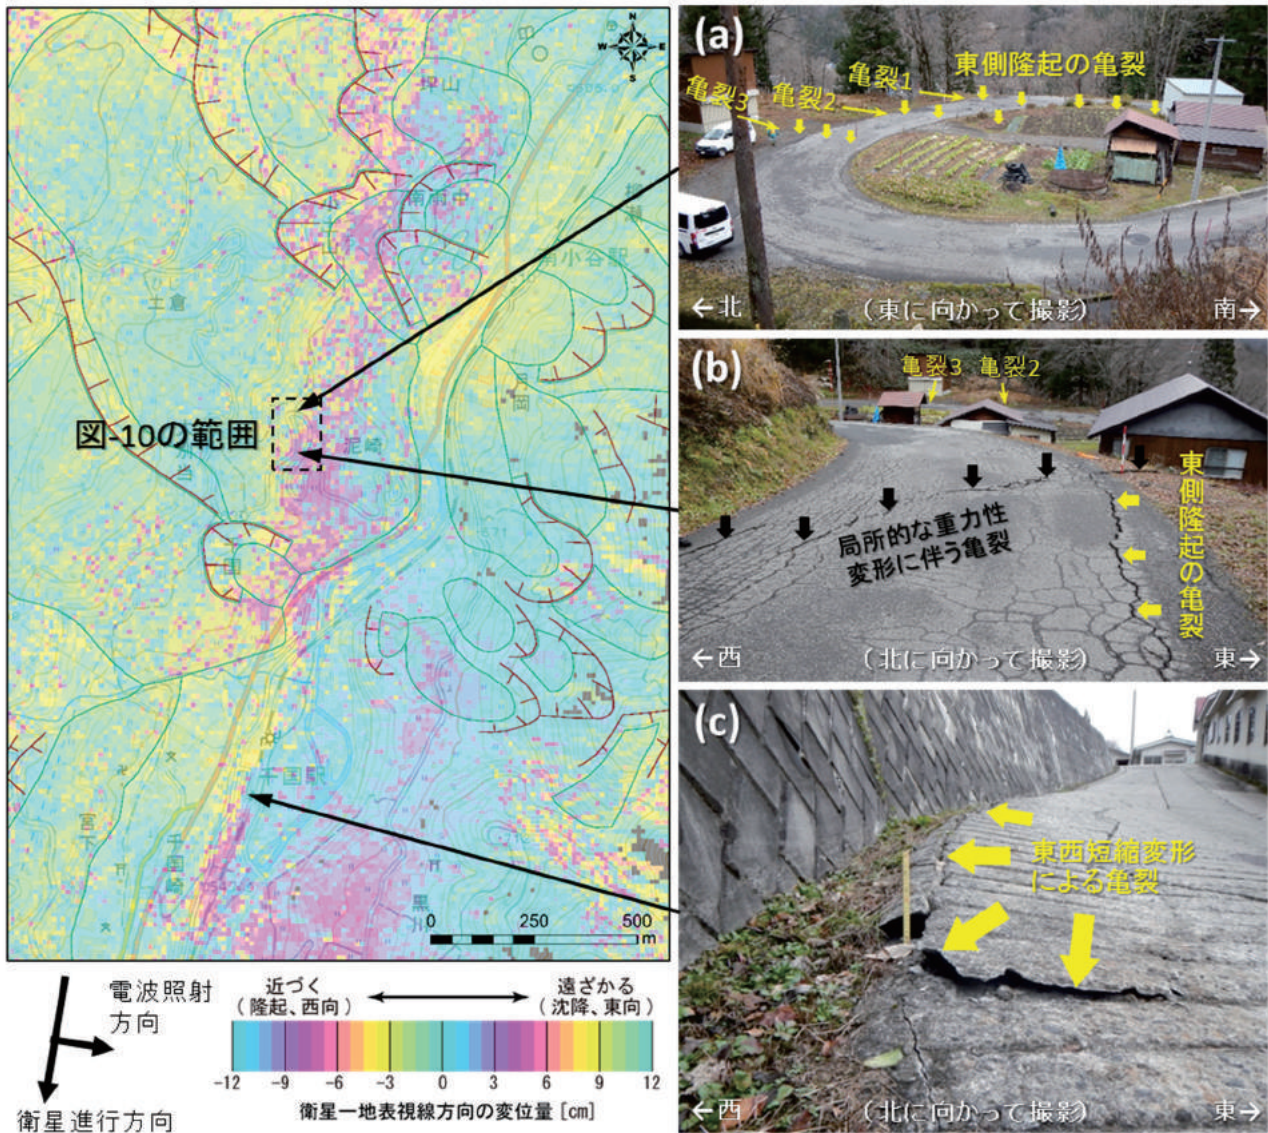 N
W
E
S
坪山
南小谷駅
土倉
泥崎
図-10の範囲
千国駅
宮下
千国崎
黒川
0
250
500
m
電波照射
方向
衛星進行方向
近づく
(隆起、西向)
遠ざかる
(沈降、東向)
-12
-9
-6
-3
0
3
6
9
12
衛星―地表視線方向の変位量 [cm]
(a)
東側隆起の亀裂
亀裂1
亀裂2
亀裂3
←北
(東に向かって撮影)
南→
(b)
亀裂3
亀裂2
局所的な重力性
変形に伴う亀裂
東側隆起の亀裂
←西
(北に向かって撮影)
東→
(c)
東西短縮変形
による亀裂
←西
(北に向かって撮影)
東→